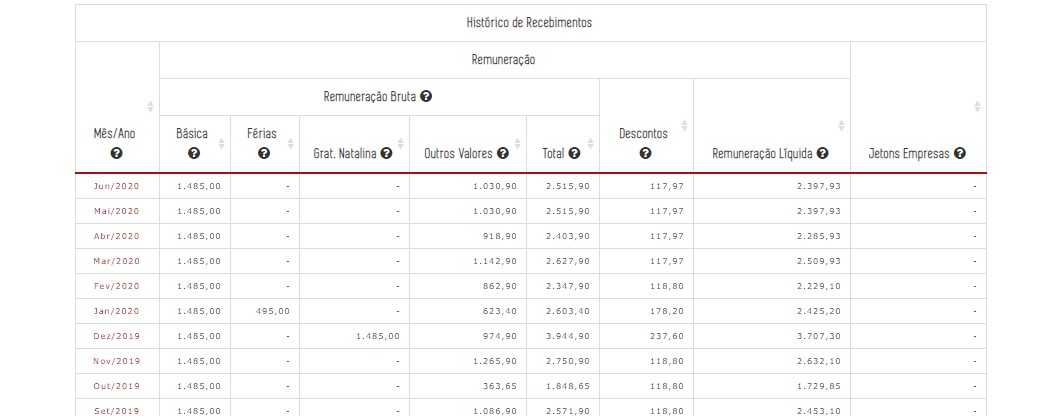 Histórico de Recebimentos
Remuneração
Remuneração Bruta ?
Mês/Ano ? Básica ? Férias ? Grat. Natalina ? Outros Valores ? Total ? Descontos ? Remuneração Líquida ? Jetons Empresas ?
Jun/2020 1.485,00 - - 1.030,90 2.515,90 117,97 2.397,93 -
Mai/2020 1.485,00 - - 1.030,90 2.515,90 117,97 2.397,93 -
Abr/2020 1.485,00 - - 918,90 2.403,90 117,97 2.285,93 -
Mar/2020 1.485,00 - - 1.142,90 2.627,90 117,97 2.509,93 -
Fev/2020 1.485,00 - - 862,90 2.347,90 118,80 2.229,10 -
Jan/2020 1.485,00 495,00 - 623,40 2.603,40 178,20 2.425,20 -
Dez/2019 1.485,00 - 1.485,00 974,90 3.944,90 237,60 3.707,30 -
Nov/2019 1.485,00 - - 1.265,90 2.750,90 118,80 2.632,10 -
Out/2019 1.485,00 - - 363,65 1.848,65 118,80 1.729,85 -
Set/2019 1.485,00 - - 1.086,90 2.571,90 118,80 2.453,10 -